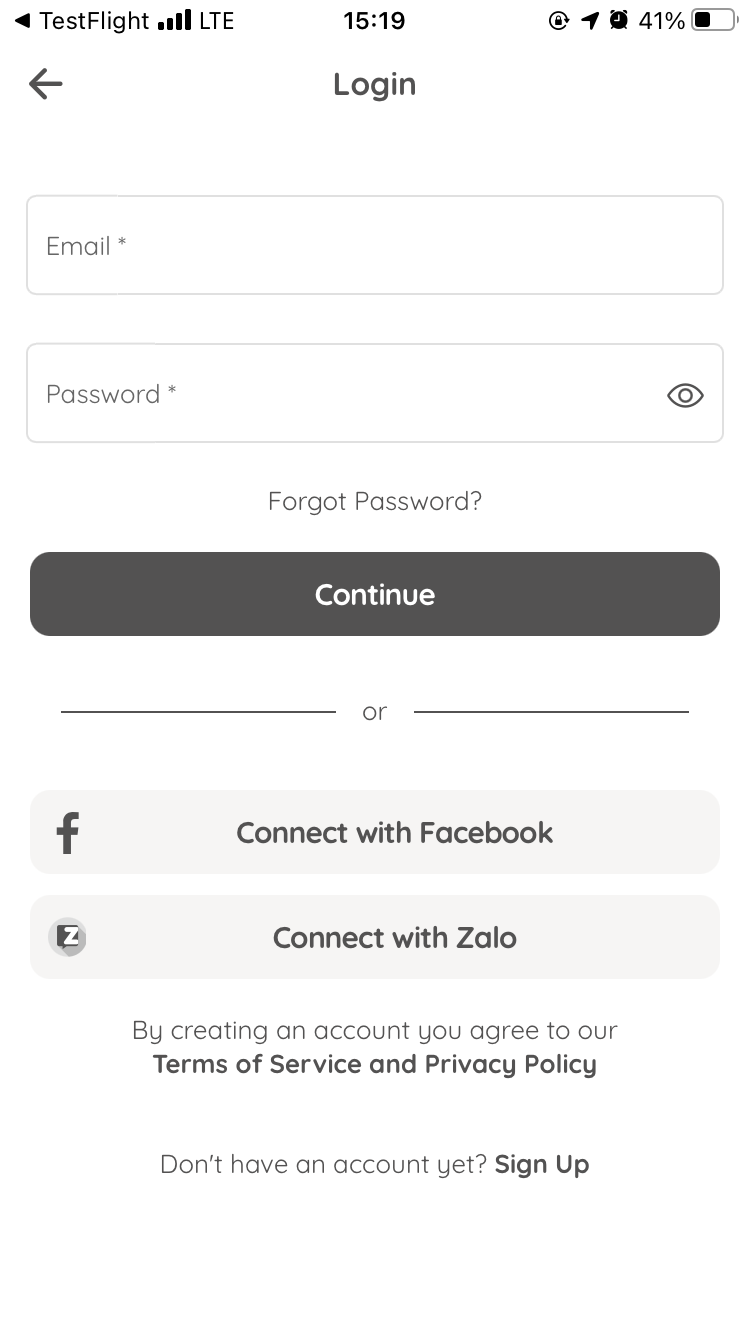 TestFlight LTE 15:19 41%
Login
Email *
Password *
Forgot Password?
Continue
or
Connect with Facebook
Z Connect with Zalo
By creating an account you agree to our
Terms of Service and Privacy Policy
Don't have an account yet? Sign Up